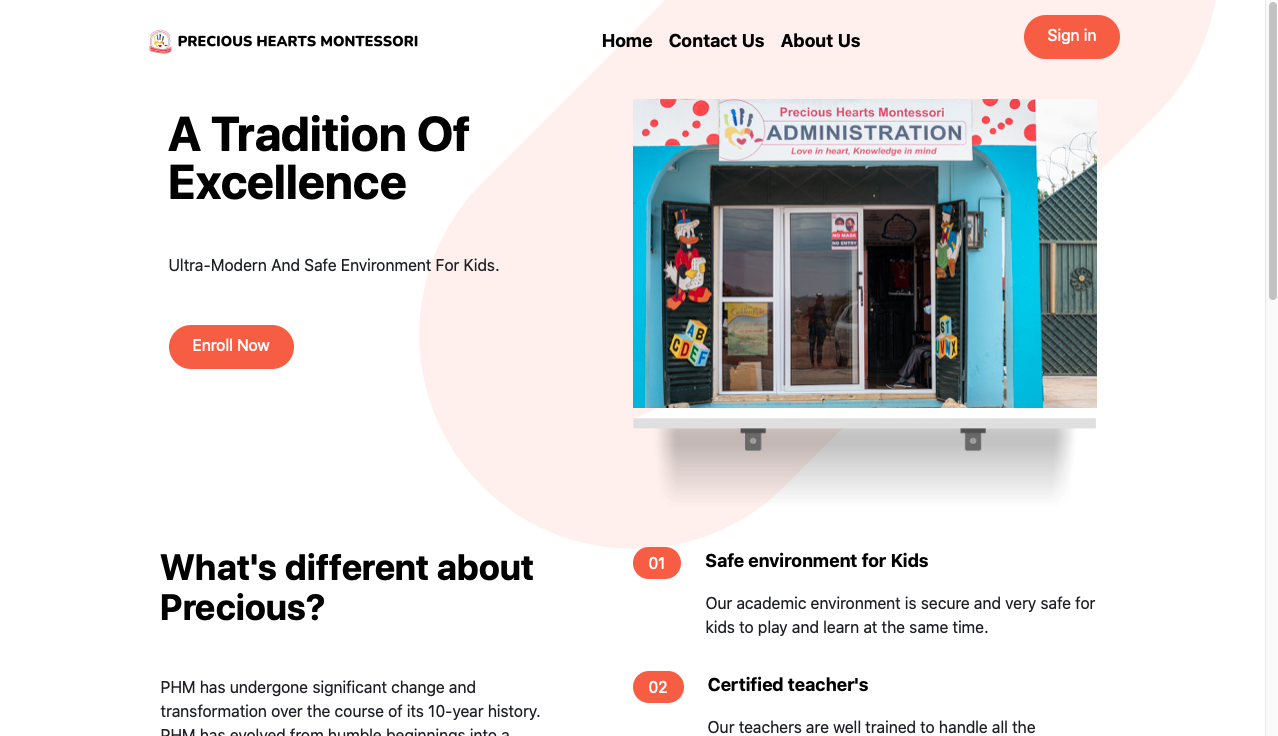 PRECIOUS HEARTS MONTESSORI
Home Contact Us About Us
Sign in
A Tradition Of
Excellence
Ultra-Modern And Safe Environment For Kids.
Enroll Now
Precious Hearts Montessori
ADMINISTRATION
Love in heart, Knowledge in mind
NO MASK
NO ENTRY
A B
C D E F
S T
U V W X
What's different about
Precious?
PHM has undergone significant change and
transformation over the course of its 10-year history.
PHM has evolved from humble beginnings into a
01
Safe environment for Kids
Our academic environment is secure and very safe for
kids to play and learn at the same time.
02
Certified teacher's
Our teachers are well trained to handle all the